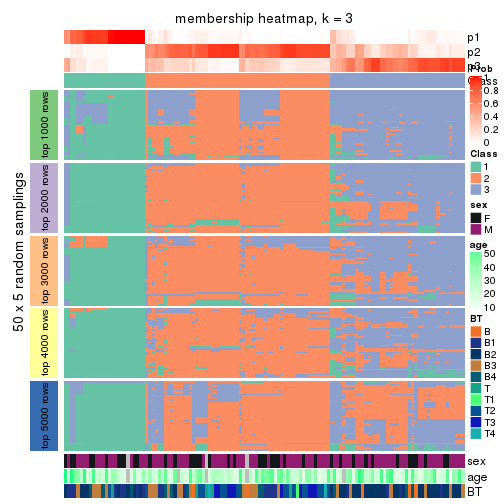 membership heatmap, k = 3
p1
p2
p3
Class
Prob
1
0.8
0.6
0.4
0.2
0
Class
1
2
3
sex
F
M
age
50
40
30
20
10
BT
B
B1
B2
B3
B4
T
T1
T2
T3
T4
50 x 5 random samplings
top 1000 rows
top 2000 rows
top 3000 rows
top 4000 rows
top 5000 rows
sex
age
BT